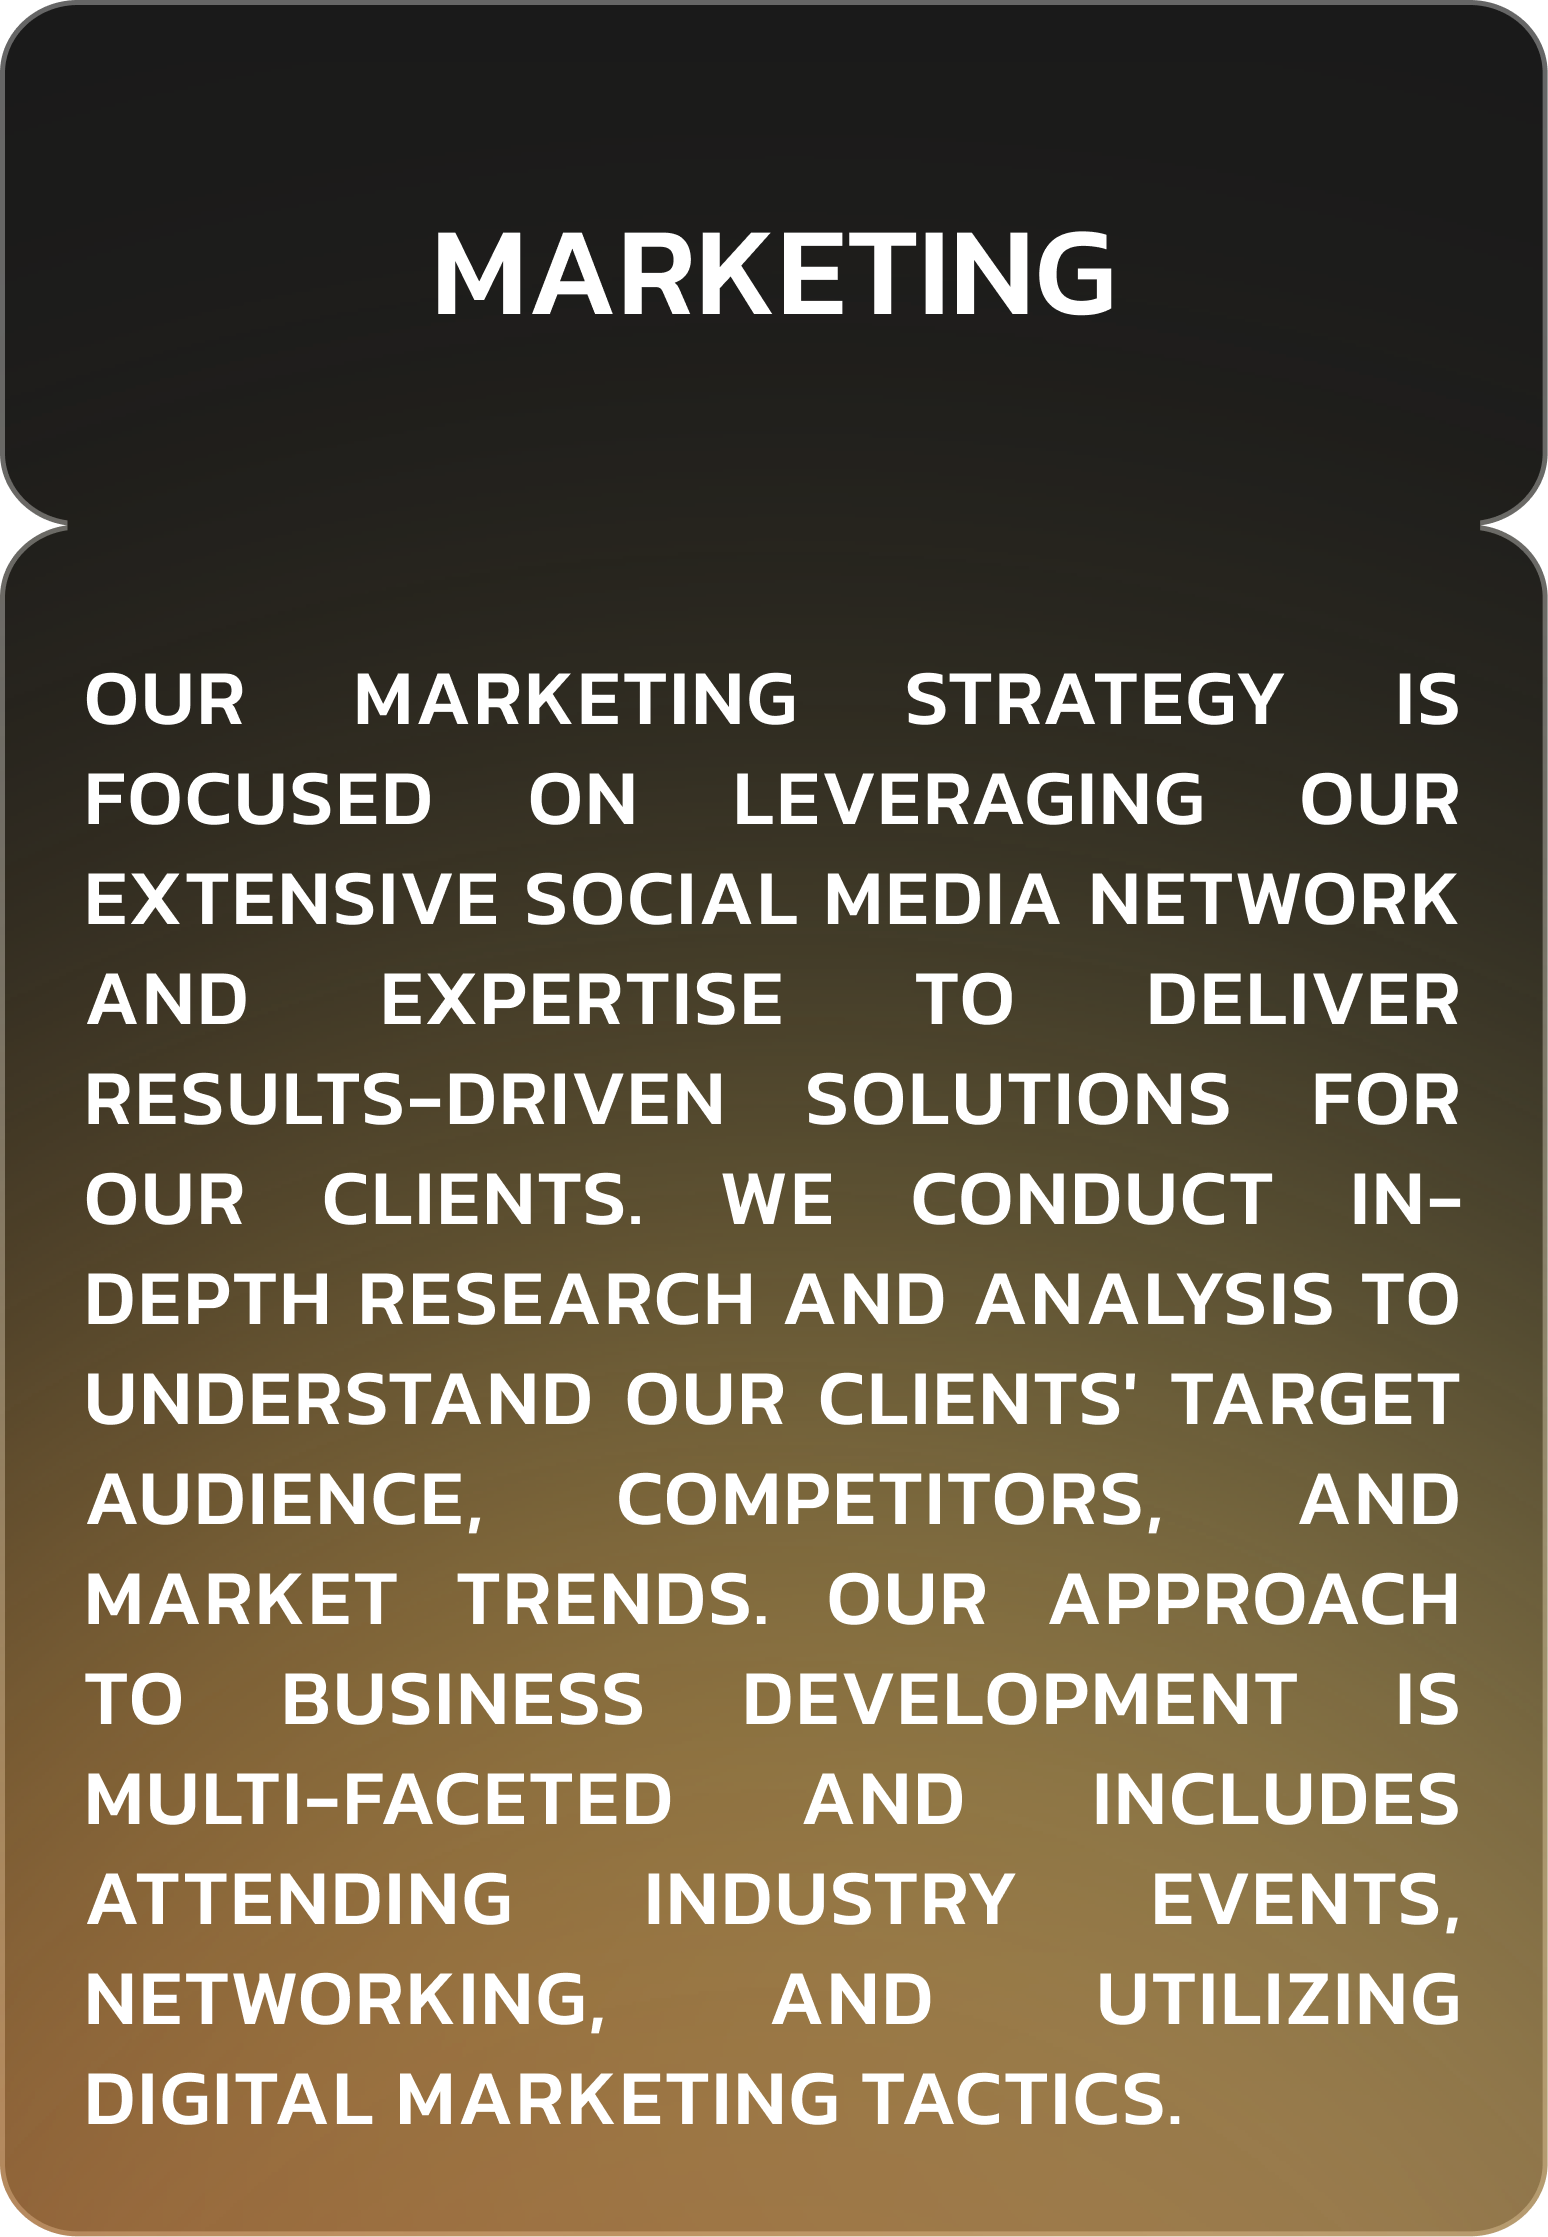 MARKETING
OUR MARKETING STRATEGY IS
FOCUSED ON LEVERAGING OUR
EXTENSIVE SOCIAL MEDIA NETWORK
AND EXPERTISE TO DELIVER
RESULTS-DRIVEN SOLUTIONS FOR
OUR CLIENTS. WE CONDUCT IN-
DEPTH RESEARCH AND ANALYSIS TO
UNDERSTAND OUR CLIENTS' TARGET
AUDIENCE, COMPETITORS, AND
MARKET TRENDS. OUR APPROACH
TO BUSINESS DEVELOPMENT IS
MULTI-FACETED AND INCLUDES
ATTENDING INDUSTRY EVENTS,
NETWORKING, AND UTILIZING
DIGITAL MARKETING TACTICS.